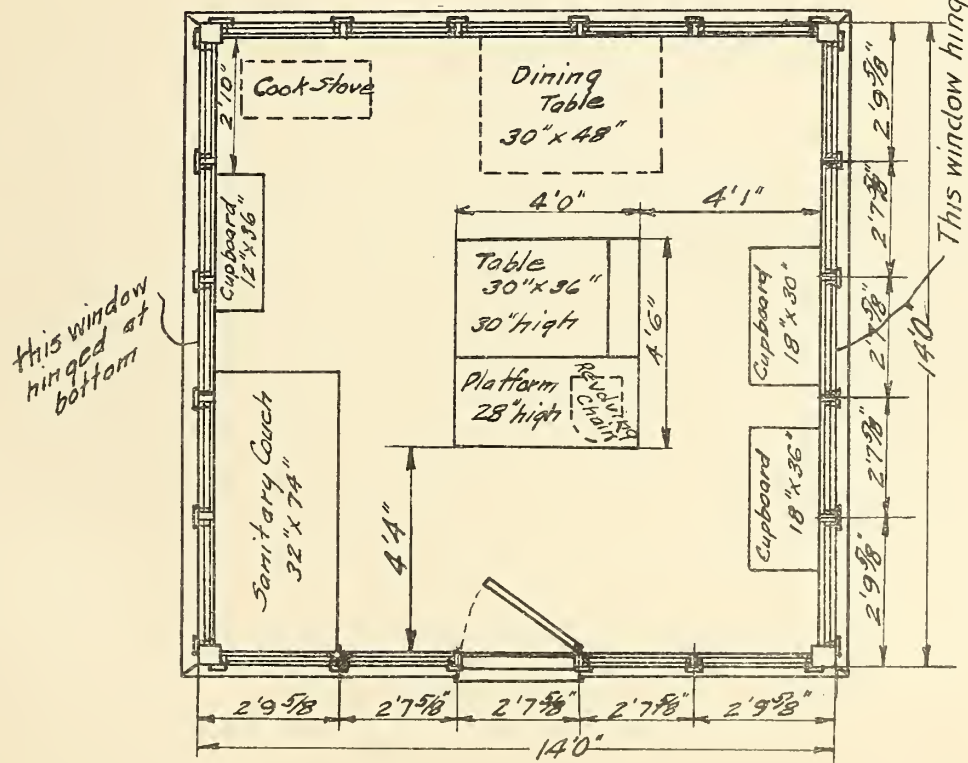 Cook Stove
2'10"
Dining
Table
30" x 48"
4'0"
4'1"
Cupboard
12"x36"
Table
30"x36"
30" high
4'6"
Platform
28" high
Revolving
Chair
Cupboard
18"x30"
Cupboard
18"x36"
Sanitary Couch
32"x74"
4'4"
this window
hinged at
bottom
This window hing
2'9 5/8"
2'7 5/8"
2'7 5/8"
2'7 5/8"
2'9 5/8"
14'0"
2'9 5/8
2'7 5/8"
2'7 5/8"
2'7 5/8"
2'9 5/8"
14'0"